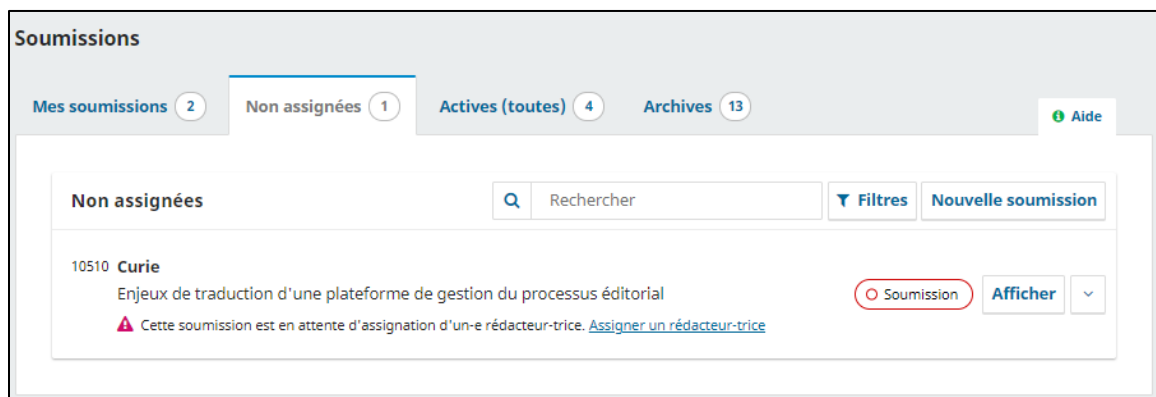 Soumissions
Mes soumissions 2 Non assignées 1 Actives (toutes) 4 Archives 13
Aide
Non assignées Rechercher Filtres Nouvelle soumission
10510 Curie
Enjeux de traduction d'une plateforme de gestion du processus éditorial
Soumission Afficher
Cette soumission est en attente d'assignation d'un-e rédacteur-trice. Assigner un rédacteur-trice